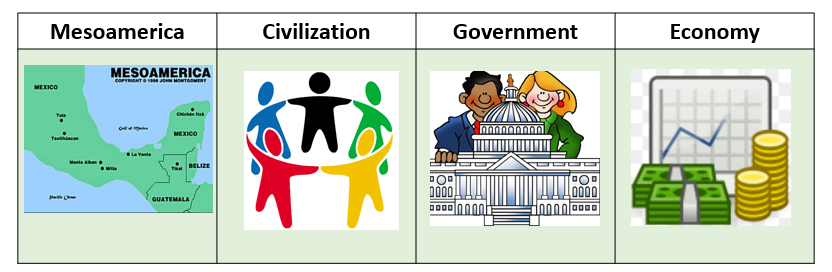 Mesoamerica Civilization Government Economy
MESOAMERICA
COPYRIGHT © 1998 JOHN MONTGOMERY
MEXICO
Tula
Chichén Itzá
Teotihuacan
Gulf of Mexico
MEXICO
La Venta
Monte Alban
Mitla
Tikal
BELIZE
Pacific Ocean
GUATEMALA